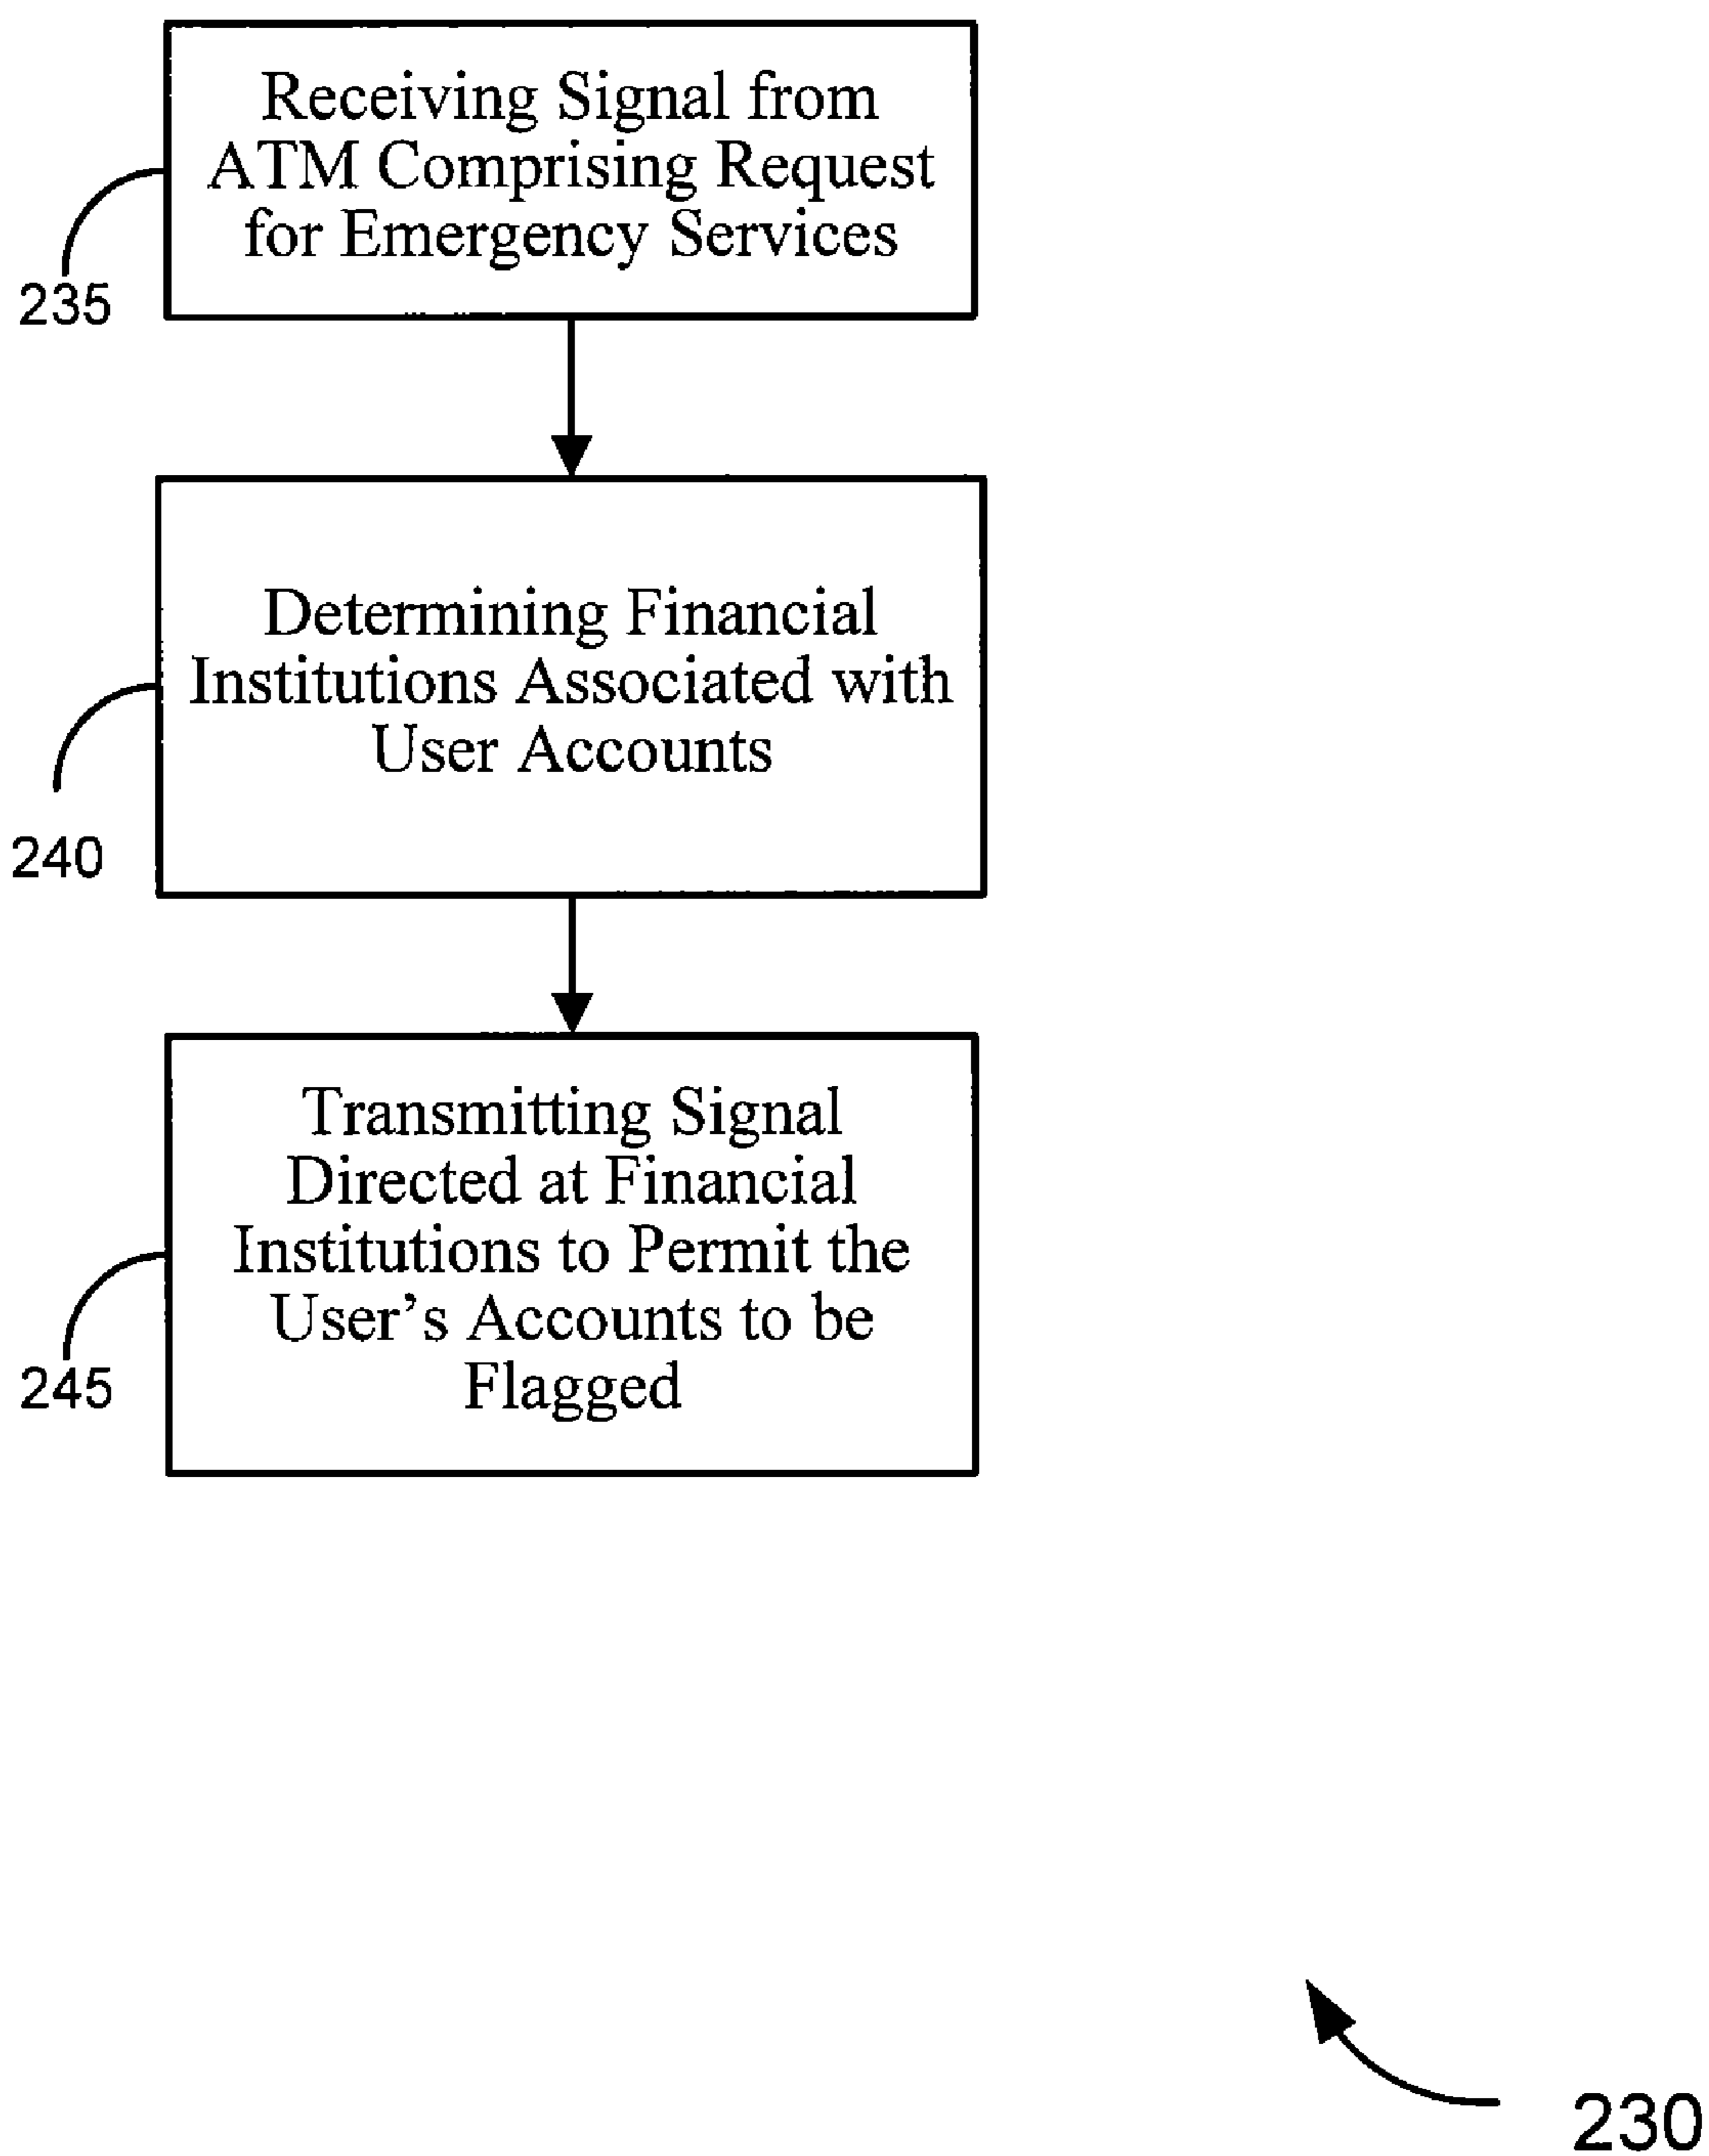 Receiving Signal from
ATM Comprising Request
for Emergency Services
235
Determining Financial
Institutions Associated with
User Accounts
240
Transmitting Signal
Directed at Financial
Institutions to Permit the
User’s Accounts to be
Flagged
245
230